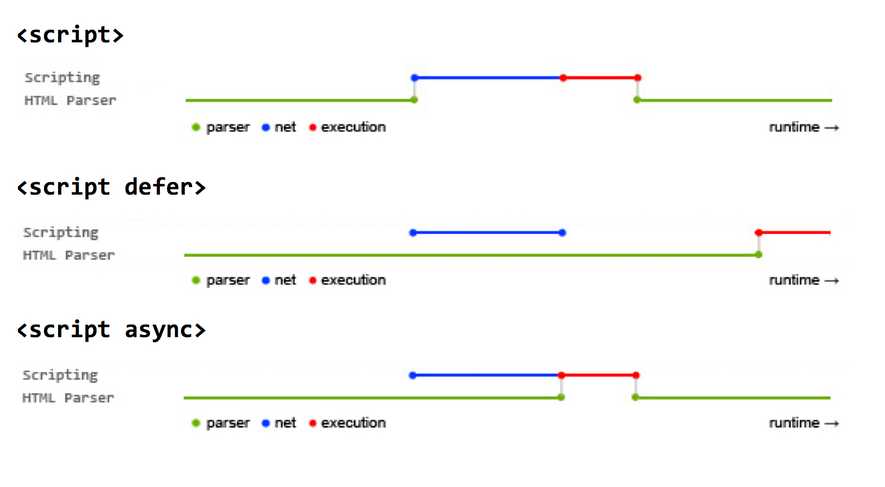 <script>
Scripting
HTML Parser
parser net execution runtime →
<script defer>
Scripting
HTML Parser
parser net execution runtime →
<script async>
Scripting
HTML Parser
parser net execution runtime →